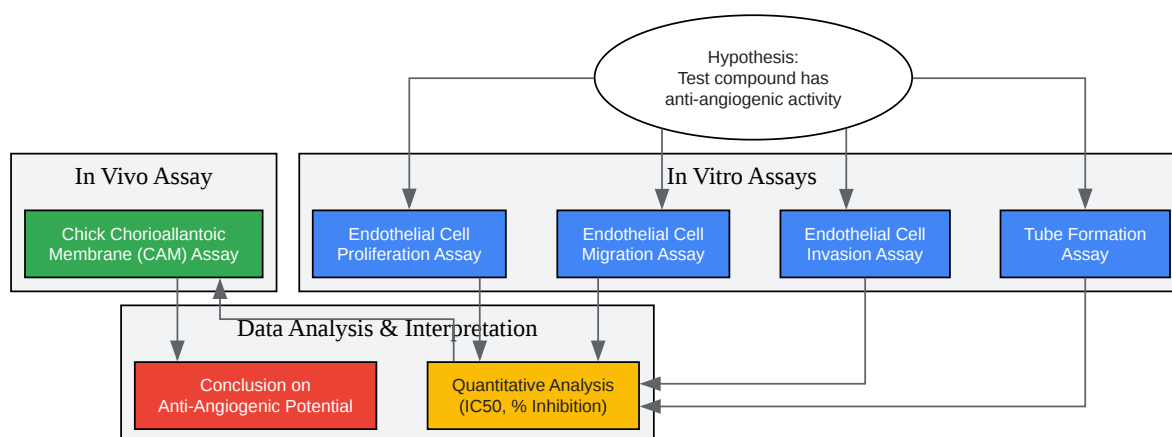 Hypothesis:
Test compound has
anti-angiogenic activity
In Vivo Assay
In Vitro Assays
Chick Chorioallantoic
Membrane (CAM) Assay
Endothelial Cell
Proliferation Assay
Endothelial Cell
Migration Assay
Endothelial Cell
Invasion Assay
Tube Formation
Assay
Data Analysis & Interpretation
Conclusion on
Anti-Angiogenic Potential
Quantitative Analysis
(IC50, % Inhibition)